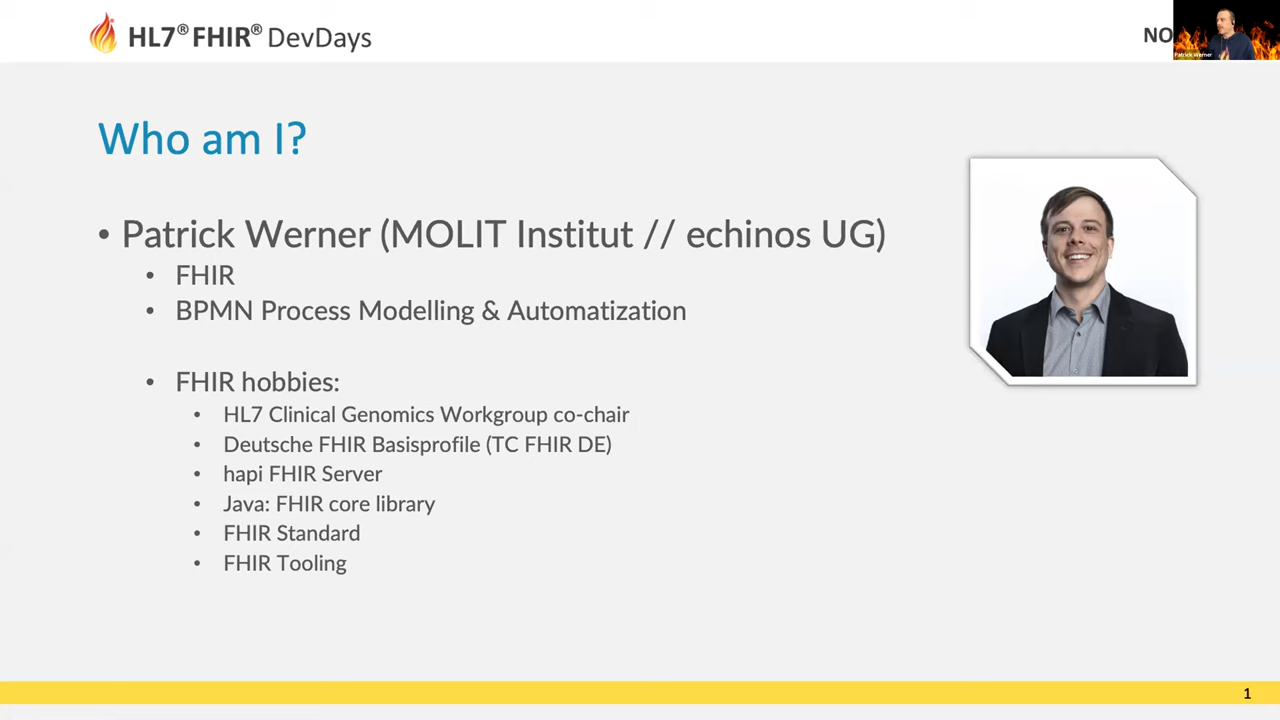 HL7® FHIR® DevDays
NO
Patrick Werner
Who am I?
• Patrick Werner (MOLIT Institut // echinos UG)
• FHIR
• BPMN Process Modelling & Automatization
• FHIR hobbies:
• HL7 Clinical Genomics Workgroup co-chair
• Deutsche FHIR Basisprofile (TC FHIR DE)
• hapi FHIR Server
• Java: FHIR core library
• FHIR Standard
• FHIR Tooling
1